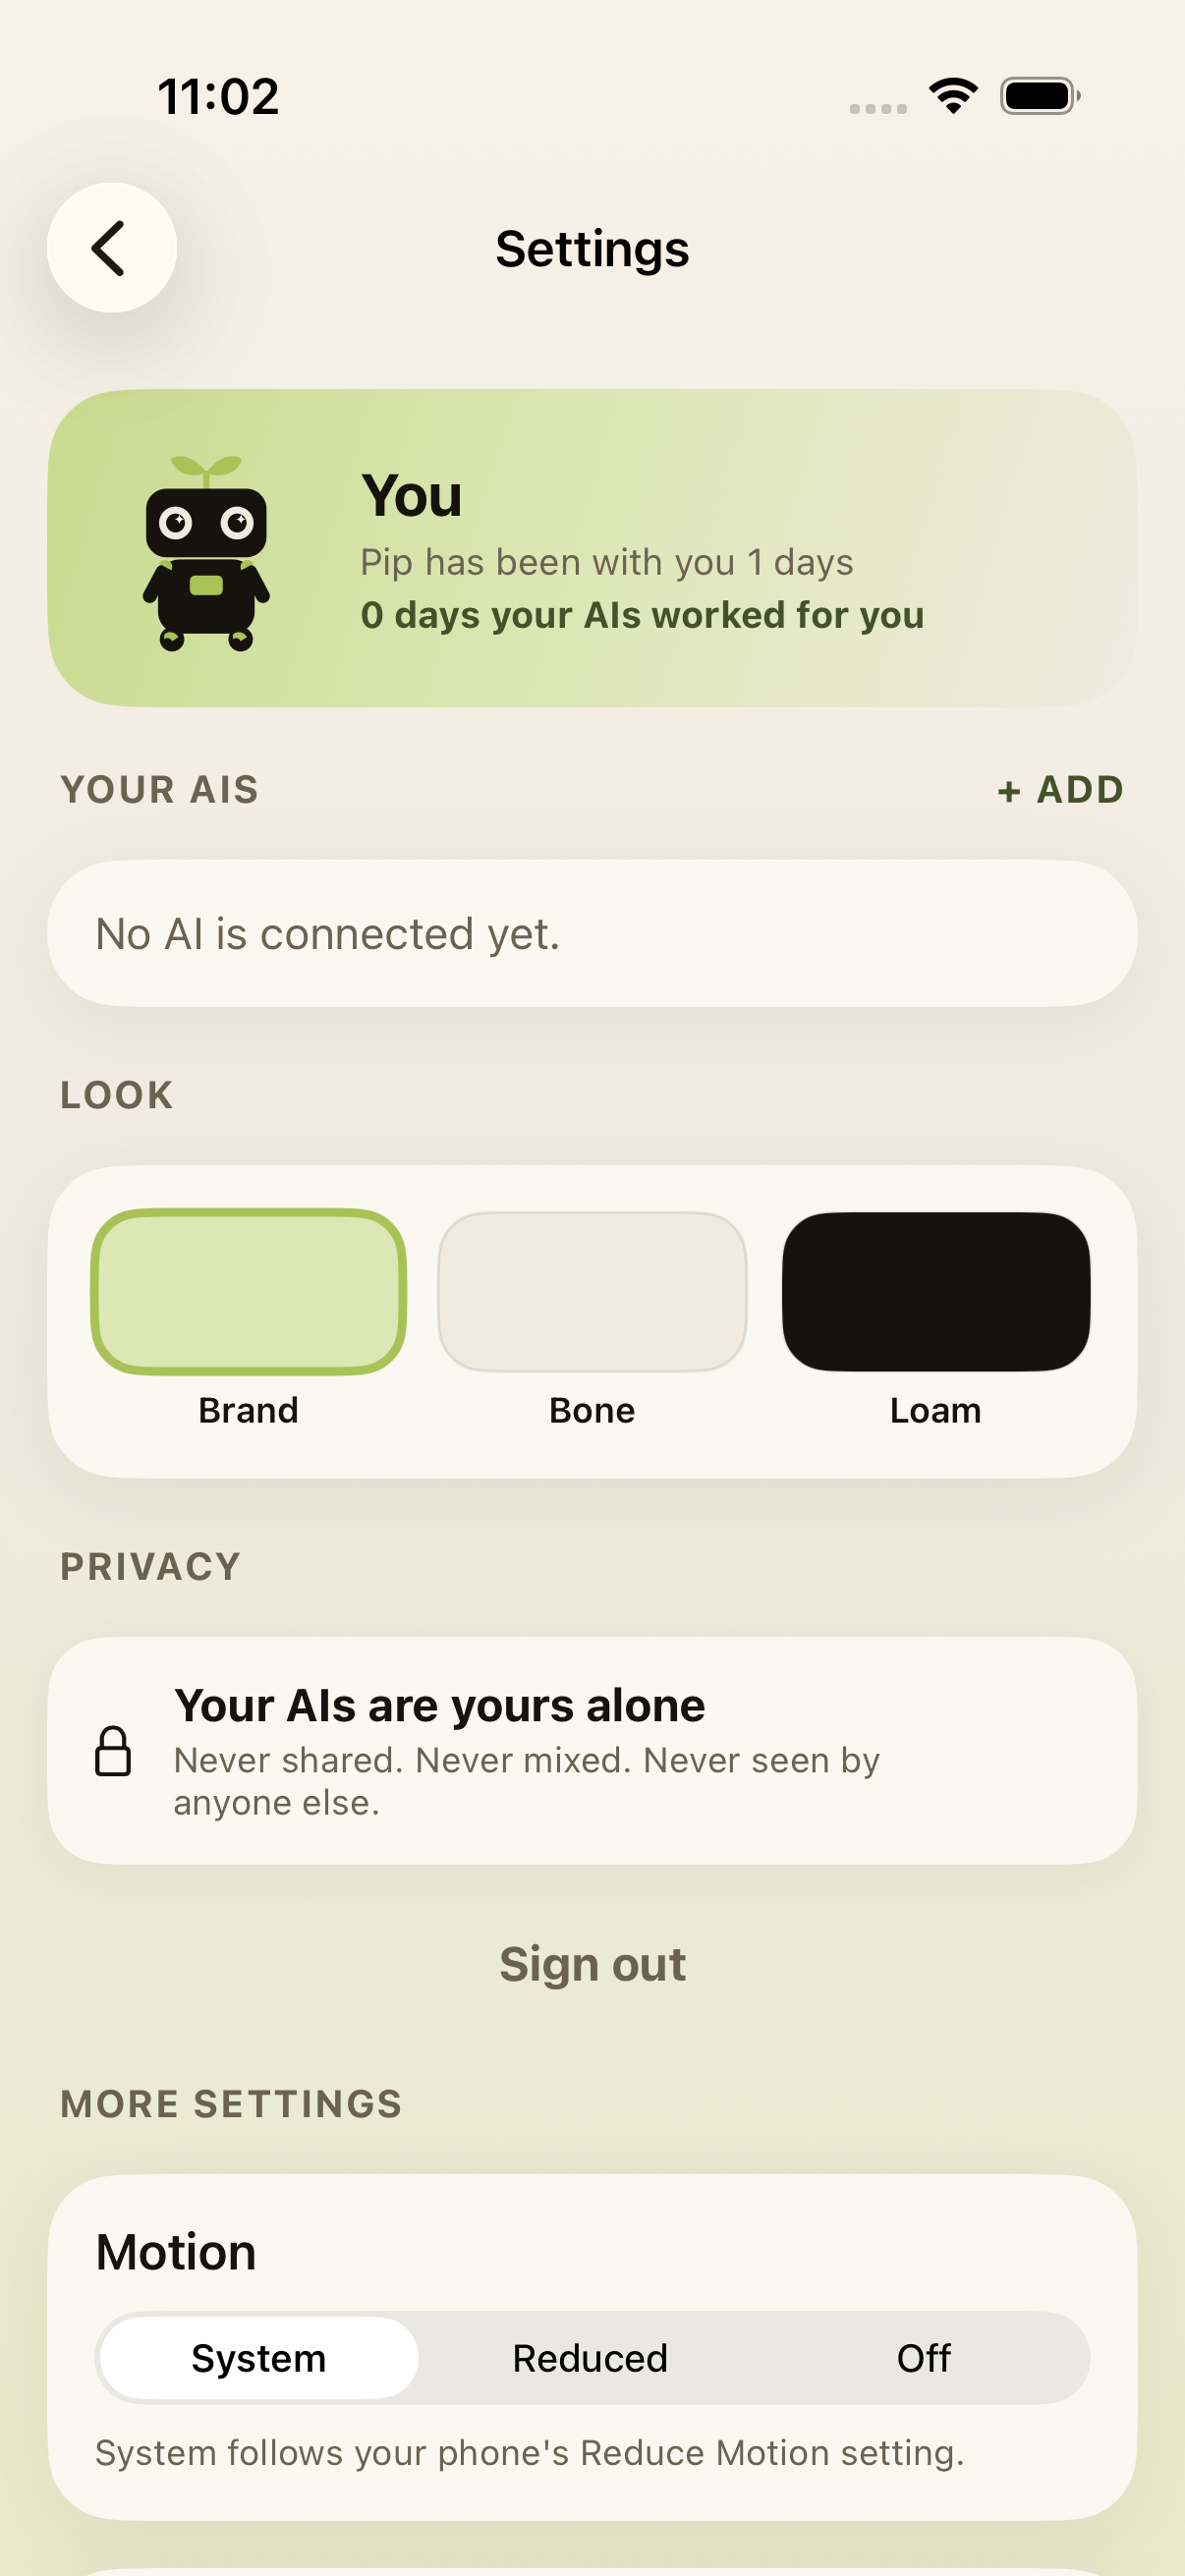 11:02
Settings
You
Pip has been with you 1 days
0 days your AIs worked for you
YOUR AIS
+ ADD
No AI is connected yet.
LOOK
Brand
Bone
Loam
PRIVACY
Your AIs are yours alone
Never shared. Never mixed. Never seen by
anyone else.
Sign out
MORE SETTINGS
Motion
System
Reduced
Off
System follows your phone's Reduce Motion setting.